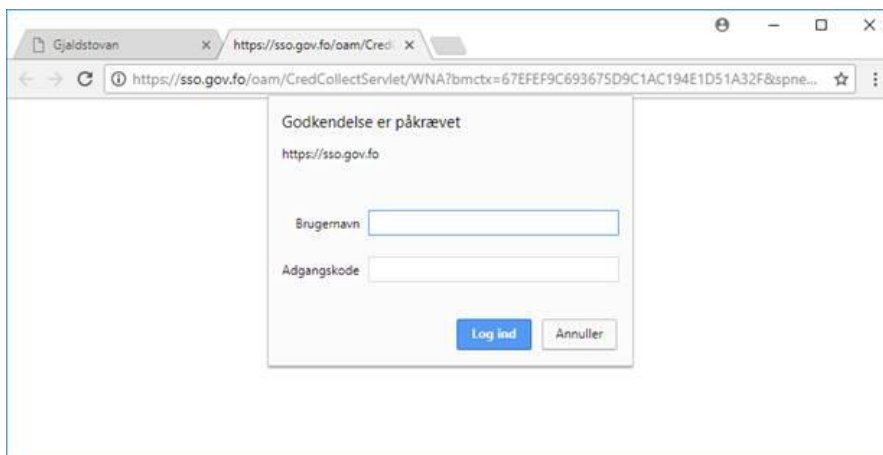 Gjaldstovan
https://sso.gov.fo/oam/Cred
https://sso.gov.fo/oam/CredCollectServlet/WNA?bmctx=67EFEF9C693675D9C1AC194E1D51A32F&spne...
Godkendelse er påkrævet
https://sso.gov.fo
Brugernavn
Adgangskode
Log ind
Annuller